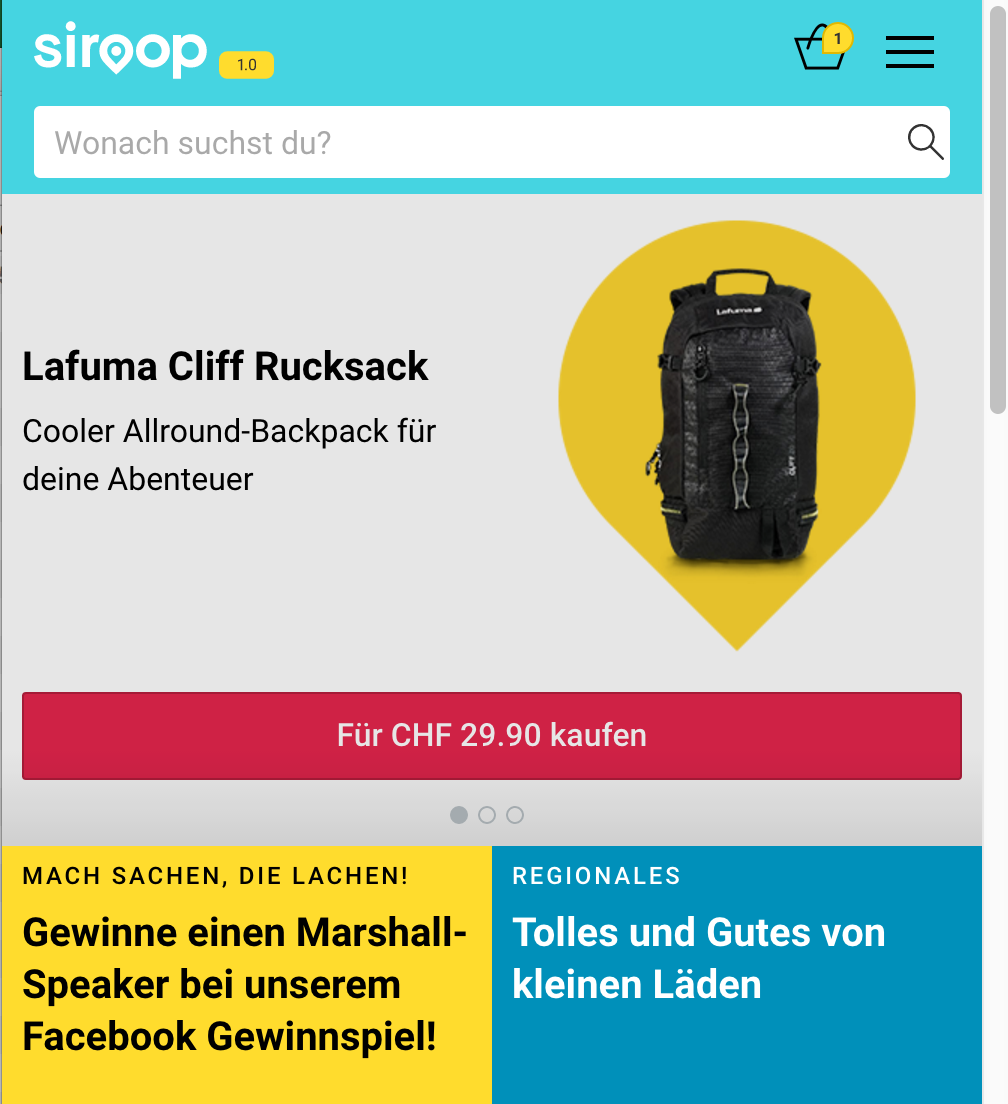 siroop
1.0
1
Wonach suchst du?
Lafuma
Lafuma Cliff Rucksack
Cooler Allround-Backpack für
deine Abenteuer
CLIFF
Für CHF 29.90 kaufen
MACH SACHEN, DIE LACHEN!
Gewinne einen Marshall-
Speaker bei unserem
Facebook Gewinnspiel!
REGIONALES
Tolles und Gutes von
kleinen Läden